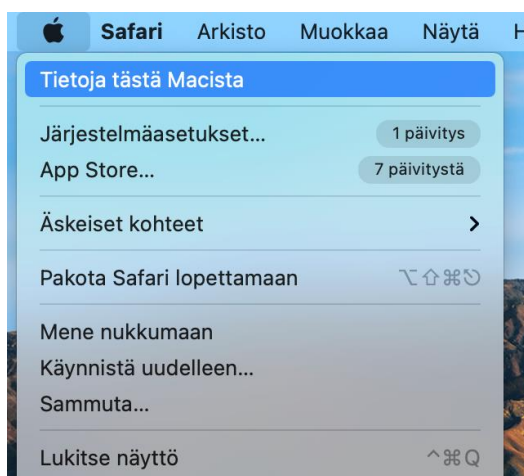 Safari Arkisto Muokkaa Näytä H
Tietoja tästä Macista
Järjestelmäasetukset... 1 päivitys
App Store... 7 päivitystä
Äskeiset kohteet
Pakota Safari lopettamaan ⌥⇧⌘⎋
Mene nukkumaan
Käynnistä uudelleen...
Sammuta...
Lukitse näyttö ^⌘Q